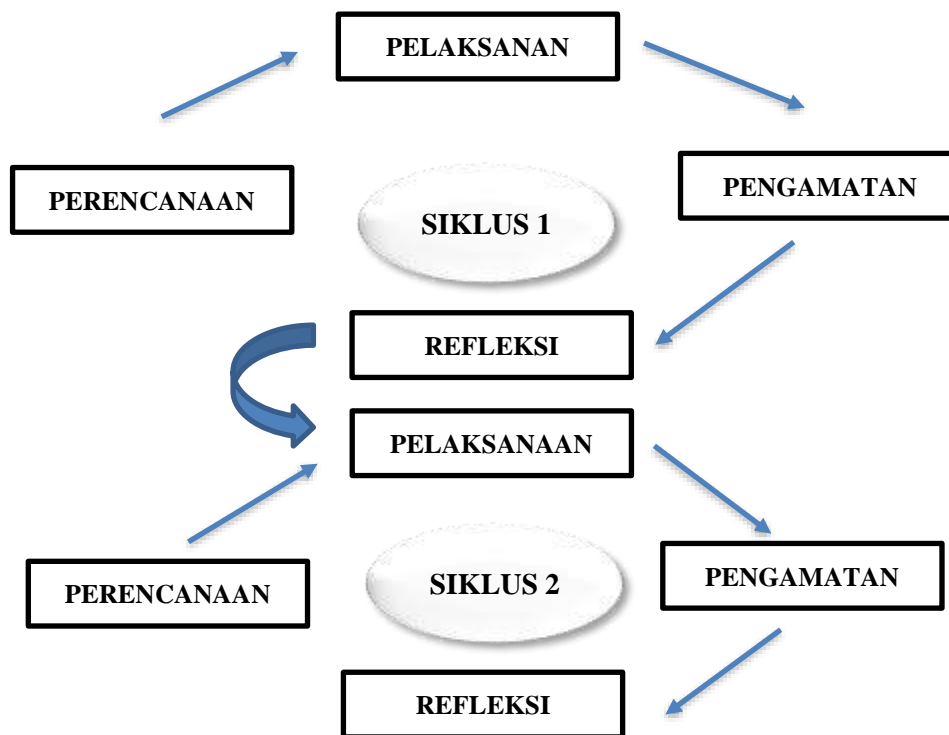 PELAKSANAN
PERENCANAAN
PENGAMATAN
SIKLUS 1
REFLEKSI
PELAKSANAAN
PERENCANAAN
PENGAMATAN
SIKLUS 2
REFLEKSI